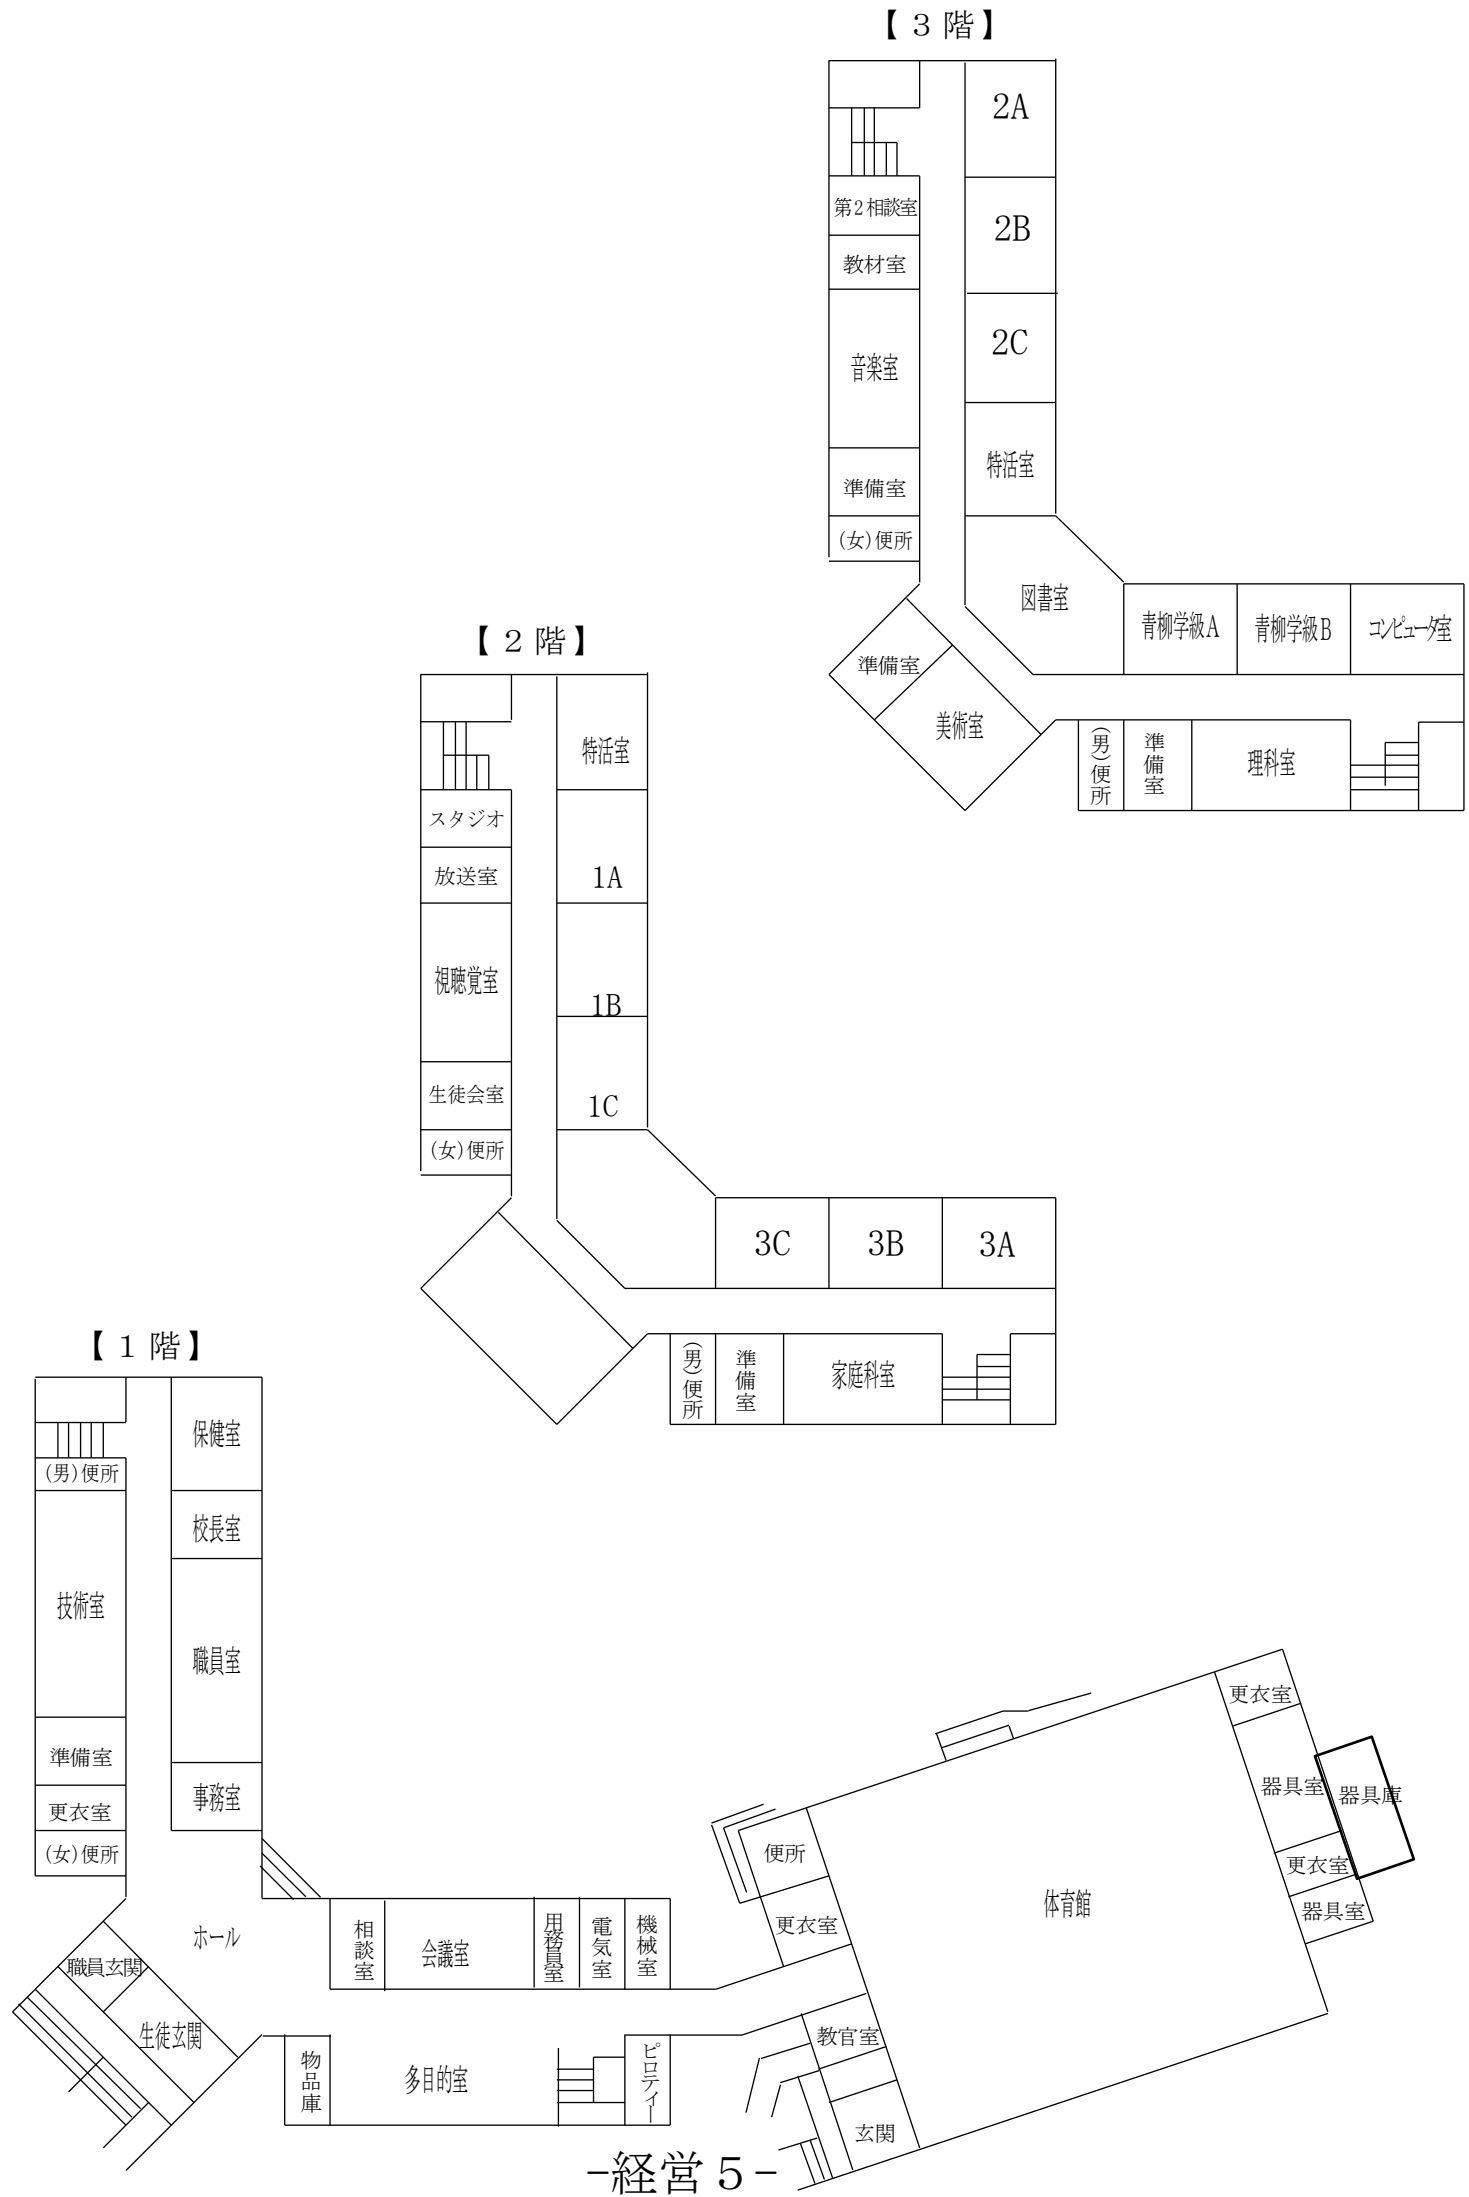 【３階】
2A
第2相談室
2B
教材室
2C
音楽室
特活室
準備室
(女)便所
図書室
青柳学級A
青柳学級B
コンピュータ室
準備室
美術室
(男)便所
準備室
理科室
【２階】
特活室
スタジオ
放送室
1A
視聴覚室
1B
生徒会室
1C
(女)便所
3C
3B
3A
(男)便所
準備室
家庭科室
【１階】
保健室
(男)便所
校長室
技術室
職員室
準備室
事務室
更衣室
(女)便所
ホール
相談室
会議室
用務員室
電気室
機械室
職員玄関
生徒玄関
物品庫
多目的室
ピロティー
更衣室
器具室
器具庫
便所
更衣室
体育館
更衣室
器具室
教官室
玄関
-経営５-